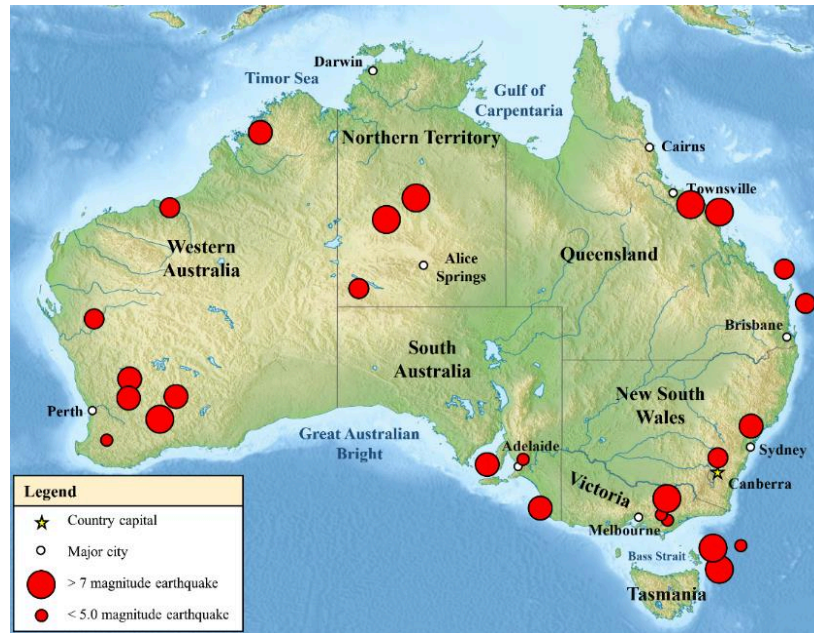 Darwin
Timor Sea
Gulf of
Carpentaria
Northern Territory
Cairns
Townsville
Western
Australia
Alice
Springs
Queensland
Brisbane
South
Australia
New South
Wales
Perth
Great Australian
Bright
Adelaide
Sydney
Canberra
Victoria
Melbourne
Bass Strait
Tasmania
Legend
Country capital
Major city
> 7 magnitude earthquake
< 5.0 magnitude earthquake